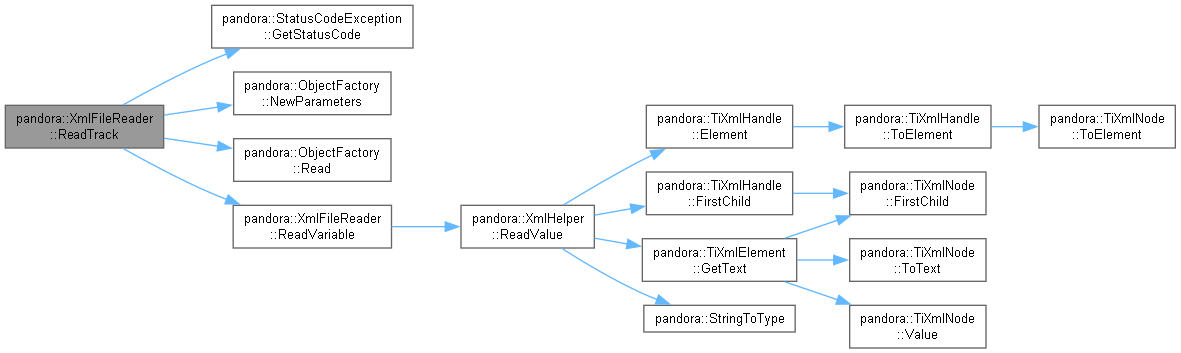 pandora::StatusCodeException
::GetStatusCode
pandora::ObjectFactory
::NewParameters
pandora::XmlFileReader
::ReadTrack
pandora::ObjectFactory
::Read
pandora::XmlFileReader
::ReadVariable
pandora::XmlHelper
::ReadValue
pandora::TiXmlHandle
::Element
pandora::TiXmlHandle
::ToElement
pandora::TiXmlNode
::ToElement
pandora::TiXmlHandle
::FirstChild
pandora::TiXmlNode
::FirstChild
pandora::TiXmlElement
::GetText
pandora::TiXmlNode
::ToText
pandora::StringToType
pandora::TiXmlNode
::Value